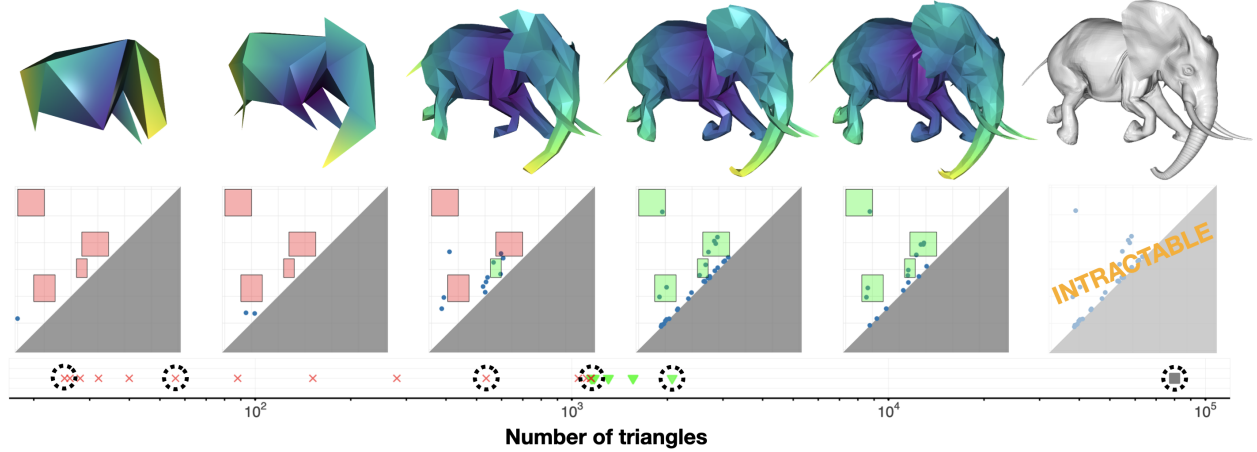 INTRACTABLE
10² 10³ 10⁴ 10⁵
Number of triangles